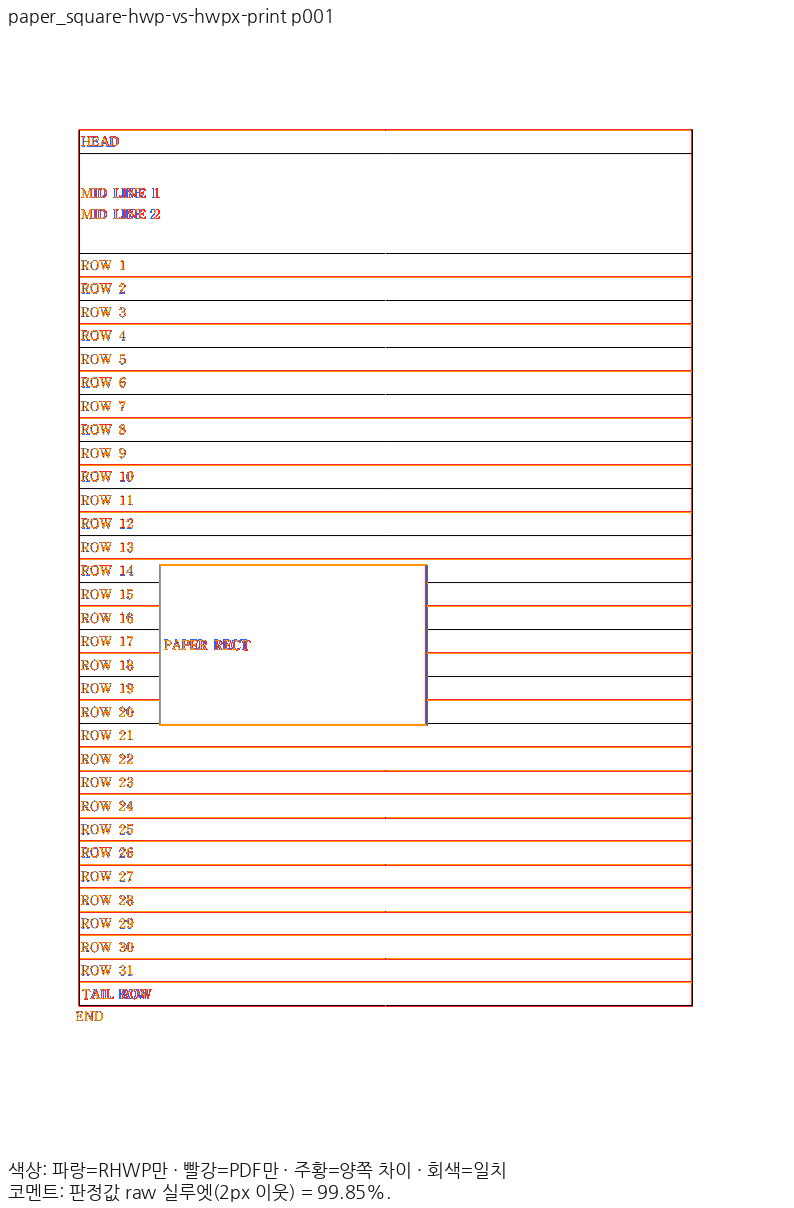 paper_square-hwp-vs-hwpx-print p001
HEAD
MID LINE 1
MID LINE 2
ROW 1
ROW 2
ROW 3
ROW 4
ROW 5
ROW 6
ROW 7
ROW 8
ROW 9
ROW 10
ROW 11
ROW 12
ROW 13
ROW 14
ROW 15
ROW 16
ROW 17
PAPER RECT
ROW 18
ROW 19
ROW 20
ROW 21
ROW 22
ROW 23
ROW 24
ROW 25
ROW 26
ROW 27
ROW 28
ROW 29
ROW 30
ROW 31
TAIL ROW
END
색상: 파랑=RHWP만 · 빨강=PDF만 · 주황=양쪽 차이 · 회색=일치
코멘트: 판정값 raw 실루엣(2px 이웃) = 99.85%.